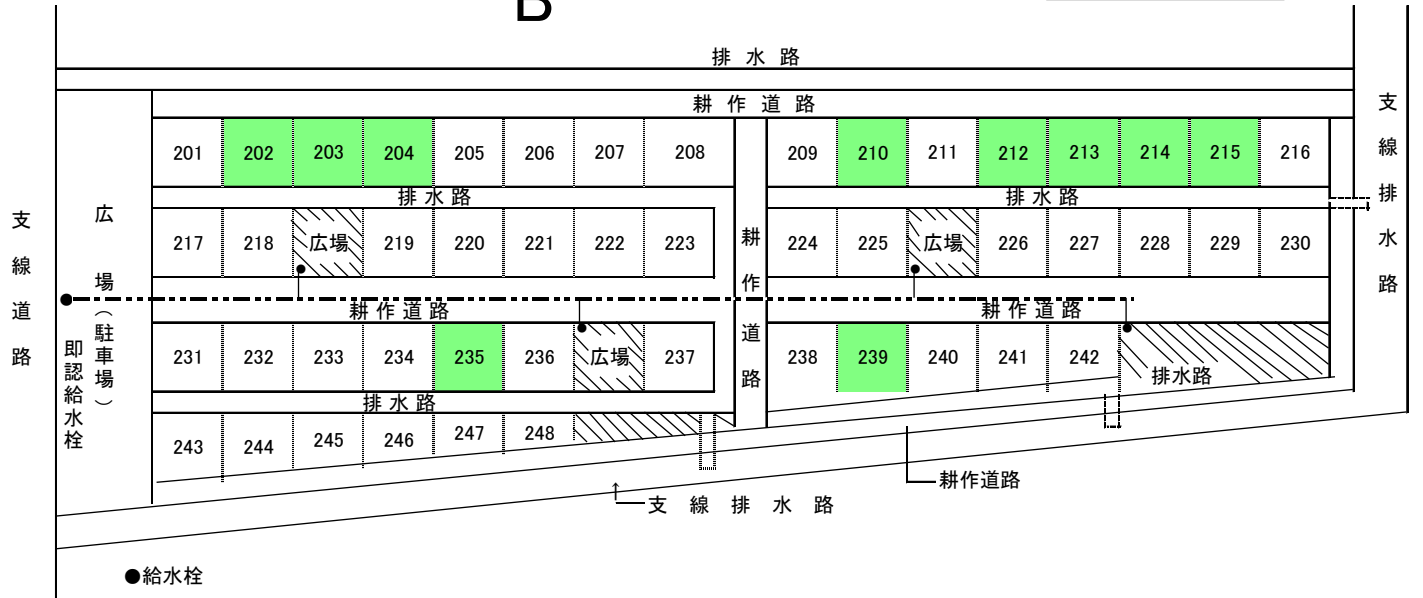 B
排水路
耕作道路
201 202 203 204 205 206 207 208 209 210 211 212 213 214 215 216
排水路 排水路
217 218 広場 219 220 221 222 223 224 225 広場 226 227 228 229 230
耕作道路 耕作道路
231 232 233 234 235 236 広場 237 238 239 240 241 242 排水路
排水路
243 244 245 246 247 248
支線道路
広場(駐車場)
即認給水栓
耕作道路
支線排水路
耕作道路
↑支線排水路
●給水栓